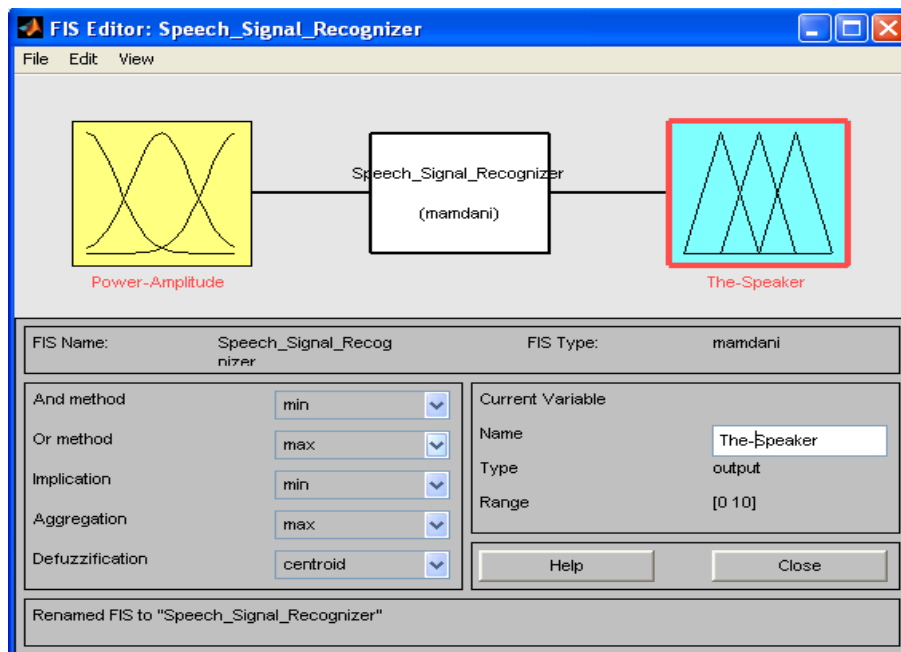 FIS Editor: Speech_Signal_Recognizer
File Edit View
Speech_Signal_Recognizer
(mamdani)
Power-Amplitude
The-Speaker
FIS Name:
Speech_Signal_Recog
nizer
FIS Type:
mamdani
And method
min
Or method
max
Implication
min
Aggregation
max
Defuzzification
centroid
Current Variable
Name
The-Speaker
Type
output
Range
[0 10]
Help
Close
Renamed FIS to "Speech_Signal_Recognizer"